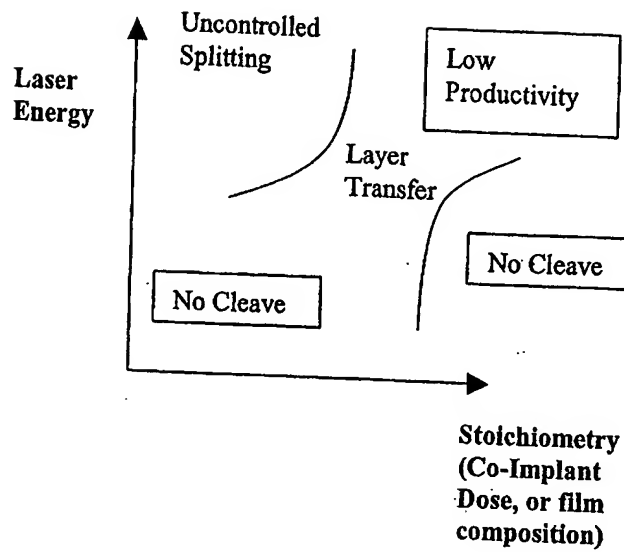 Uncontrolled
Splitting
Low
Productivity
Laser
Energy
Layer
Transfer
No Cleave
No Cleave
Stoichiometry
(Co-Implant
Dose, or film
composition)